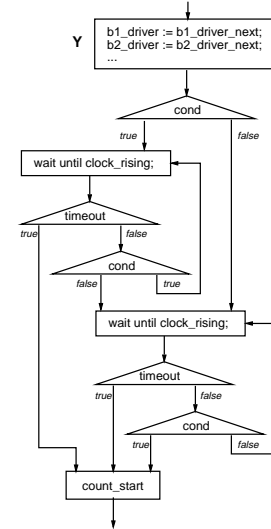 Y
b1_driver := b1_driver_next;
b2_driver := b2_driver_next;
...
cond
true
false
wait until clock_rising;
timeout
true
false
cond
false
true
wait until clock_rising;
timeout
true
false
cond
true
false
count_start